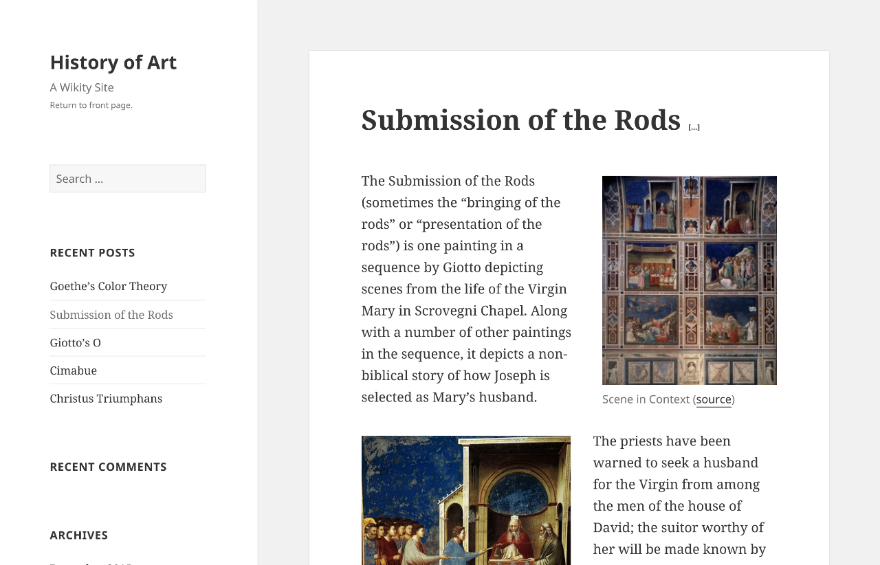 History of Art
A Wikity Site
Return to front page.
Search ...
RECENT POSTS
Goethe’s Color Theory
Submission of the Rods
Giotto’s O
Cimabue
Christus Triumphans
RECENT COMMENTS
ARCHIVES
Submission of the Rods [...]
The Submission of the Rods
(sometimes the “bringing of the
rods” or “presentation of the
rods”) is one painting in a
sequence by Giotto depicting
scenes from the life of the Virgin
Mary in Scrovegni Chapel. Along
with a number of other paintings
in the sequence, it depicts a non-
biblical story of how Joseph is
selected as Mary’s husband.
Scene in Context (source)
The priests have been
warned to seek a husband
for the Virgin from among
the men of the house of
David; the suitor worthy of
her will be made known by